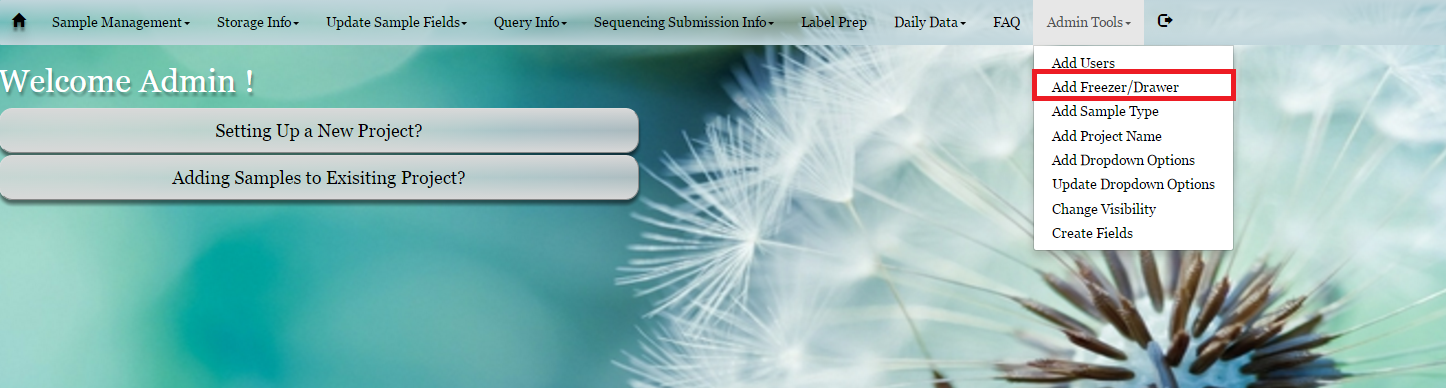 Sample Management Storage Info Update Sample Fields Query Info Sequencing Submission Info Label Prep Daily Data FAQ Admin Tools
Welcome Admin !
Setting Up a New Project?
Adding Samples to Exisiting Project?
Add Users
Add Freezer/Drawer
Add Sample Type
Add Project Name
Add Dropdown Options
Update Dropdown Options
Change Visibility
Create Fields